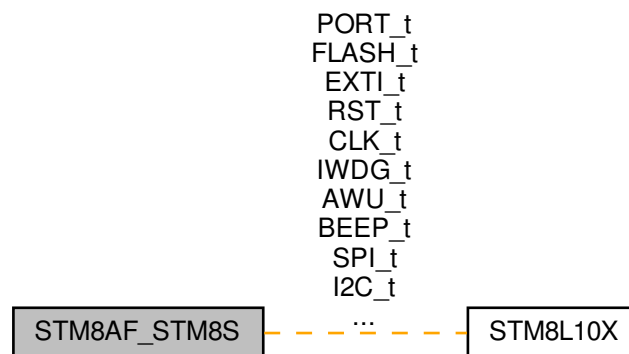 PORT_t
FLASH_t
EXTI_t
RST_t
CLK_t
IWDG_t
AWU_t
BEEP_t
SPI_t
I2C_t
...
STM8AF_STM8S
STM8L10X